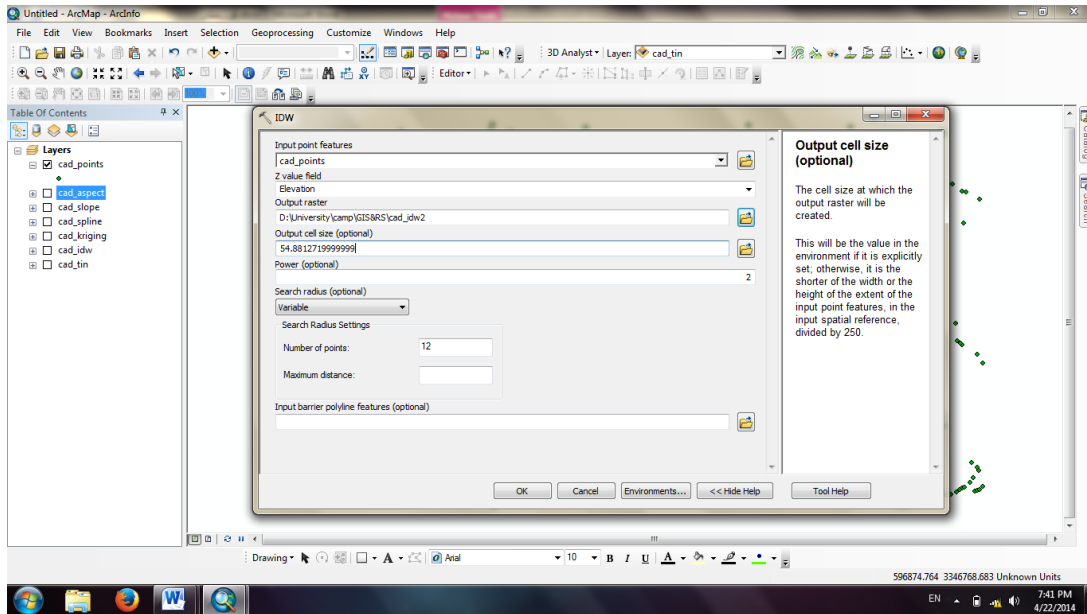 Untitled - ArcMap - ArcInfo
File Edit View Bookmarks Insert Selection Geoprocessing Customize Windows Help
3D Analyst Layer: cad_tin
Editor
100%
Table Of Contents
Layers
cad_points
cad_aspect
cad_slope
cad_spline
cad_kriging
cad_idw
cad_tin
IDW
Input point features
cad_points
Z value field
Elevation
Output raster
D:\University\camp\GIS&RS\cad_idw2
Output cell size (optional)
54.8812719999999
Power (optional)
2
Search radius (optional)
Variable
Search Radius Settings
Number of points: 12
Maximum distance:
Input barrier polyline features (optional)
OK Cancel Environments... << Hide Help Tool Help
Output cell size
(optional)
The cell size at which the
output raster will be
created.
This will be the value in the
environment if it is explicitly
set; otherwise, it is the
shorter of the width or the
height of the extent of the
input point features, in the
input spatial reference,
divided by 250.
Drawing A Arial 10 B I U A
596874.764 3346768.683 Unknown Units
EN 7:41 PM
4/22/2014